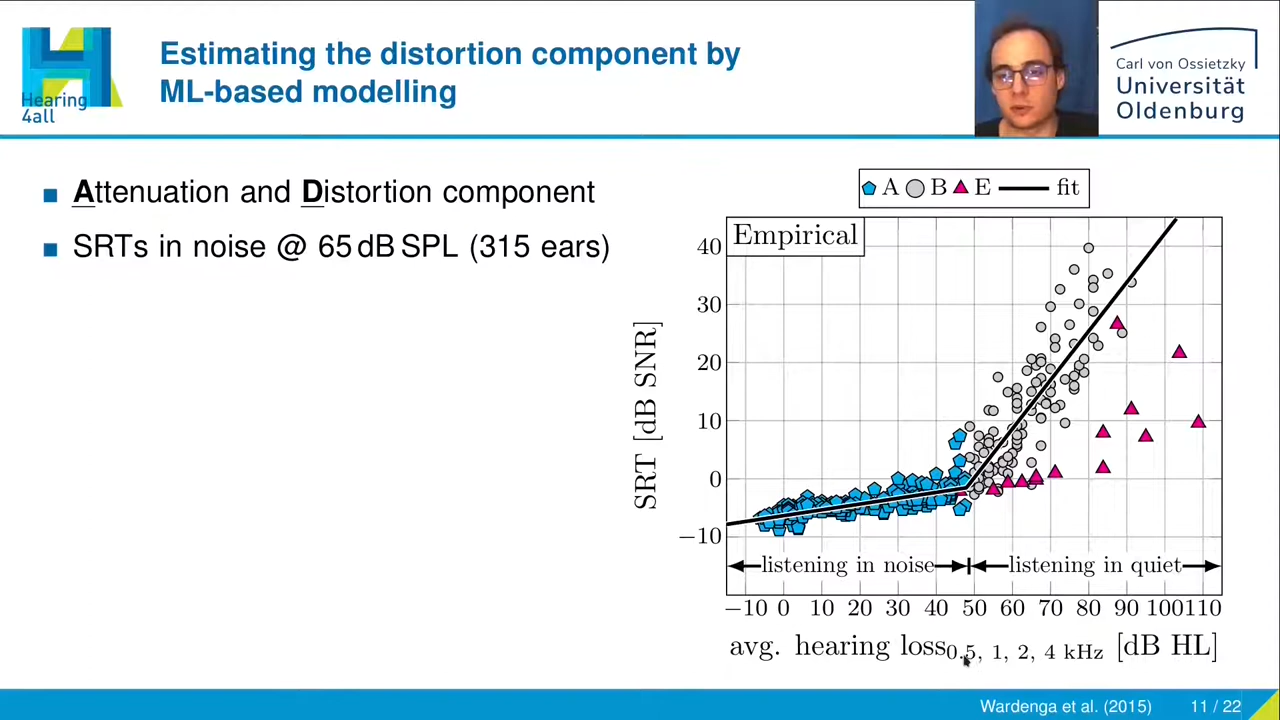 Hearing
4all
Estimating the distortion component by
ML-based modelling
Carl von Ossietzky
Universität
Oldenburg
Attenuation and Distortion component
SRTs in noise @ 65 dB SPL (315 ears)
A B E fit
Empirical
SRT [dB SNR]
40
30
20
10
0
−10
listening in noise listening in quiet
−10 0 10 20 30 40 50 60 70 80 90 100 110
avg. hearing loss0.5, 1, 2, 4 kHz [dB HL]
Wardenga et al. (2015) 11 / 22